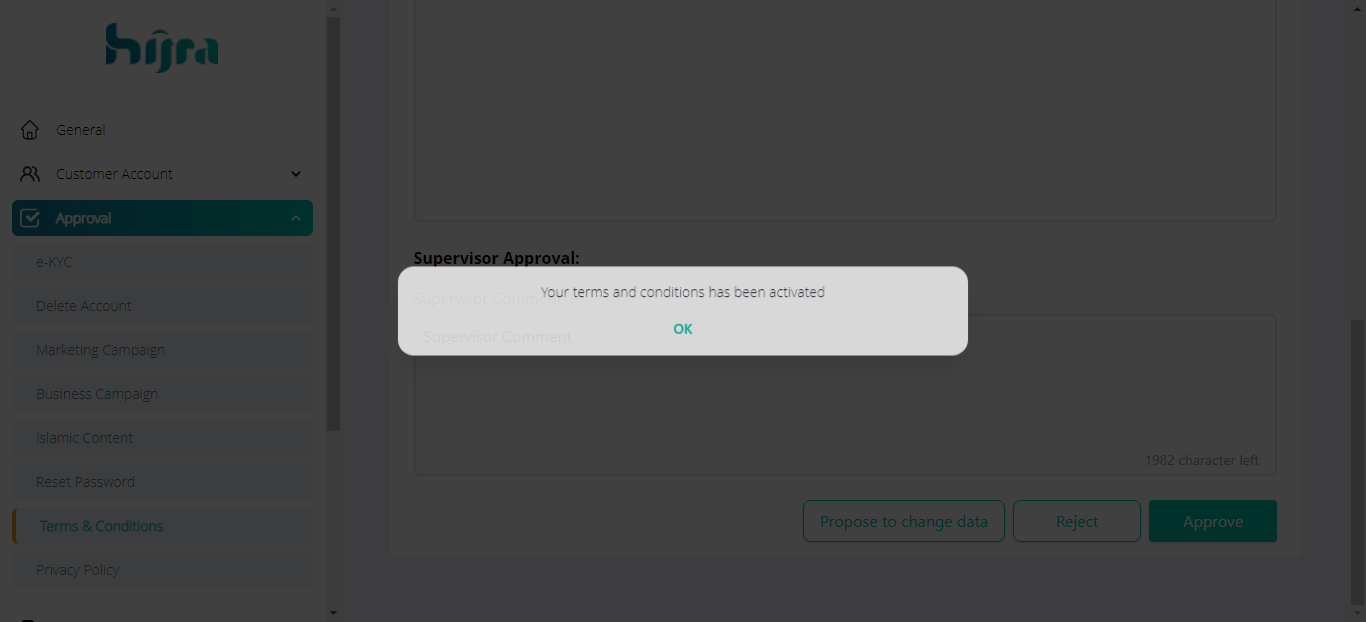 hijra
General
Customer Account
Approval
e-KYC
Delete Account
Marketing Campaign
Business Campaign
Islamic Content
Reset Password
Terms & Conditions
Privacy Policy
Supervisor Approval:
Supervisor Comment
Supervisor Comment
Your terms and conditions has been activated
OK
1982 character left
Propose to change data
Reject
Approve